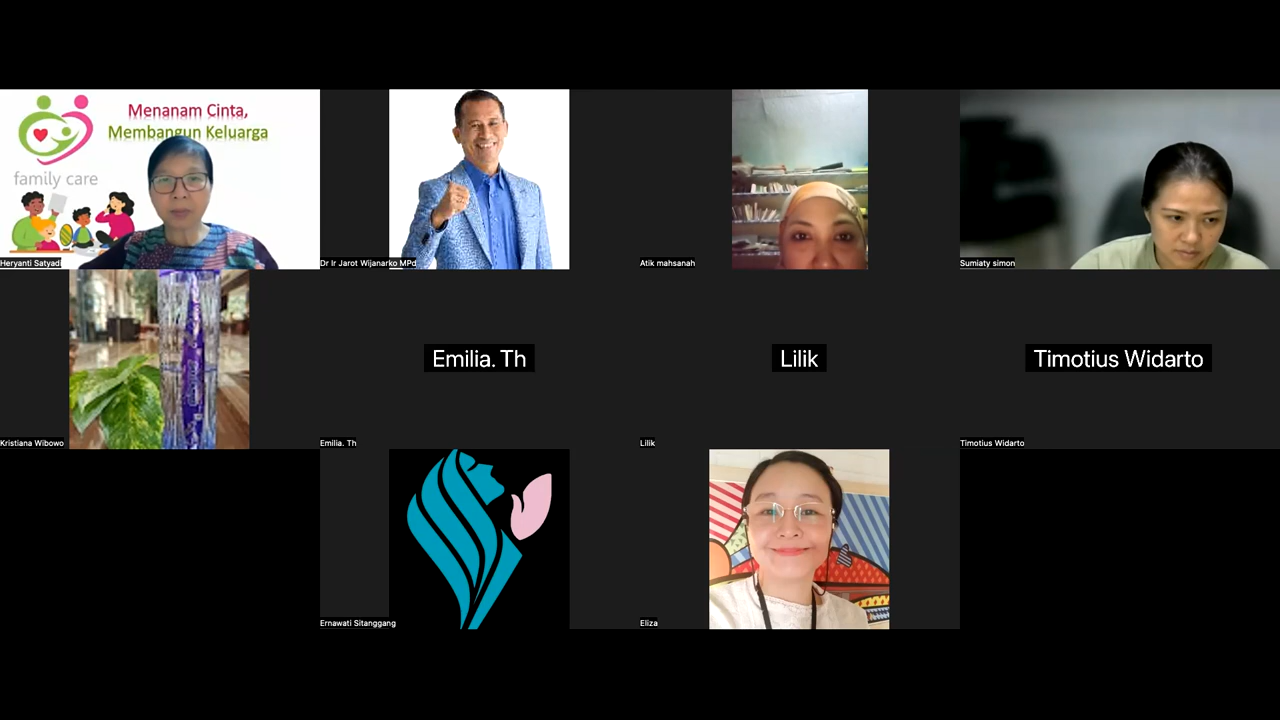 Menanam Cinta,
Membangun Keluarga
family care
Heryanti Satyadi
Dr Ir Jarot Wijanarko MPd
Atik mahsanah
Sumiaty simon
Emilia. Th
Lilik
Timotius Widarto
Kristiana Wibowo
Emilia. Th
Lilik
Timotius Widarto
Ernawati Sitanggang
Eliza